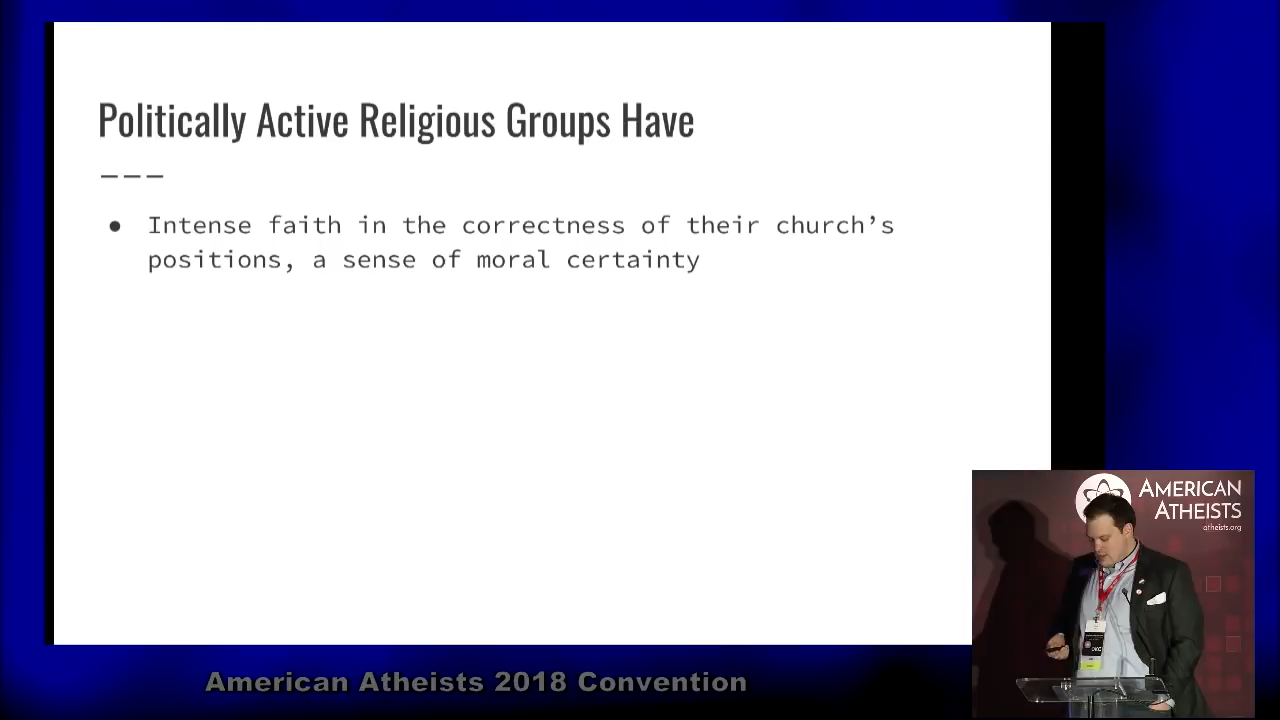 Politically Active Religious Groups Have
———
● Intense faith in the correctness of their church’s
positions, a sense of moral certainty
AMERICAN
ATHEISTS
atheists.org
OKC
American Atheists 2018 Convention